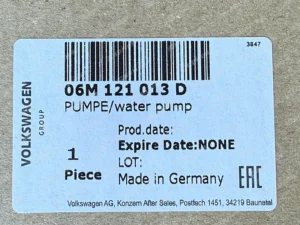 3847
06M 121 013 D
PUMPE/water pump
VOLKSWAGEN
GROUP
Prod.date:
Expire Date:NONE
1
LOT:
Piece
Made in Germany
EAC
Volkswagen AG, Konzern After Sales, Postfach 1451, 34219 Baunatal